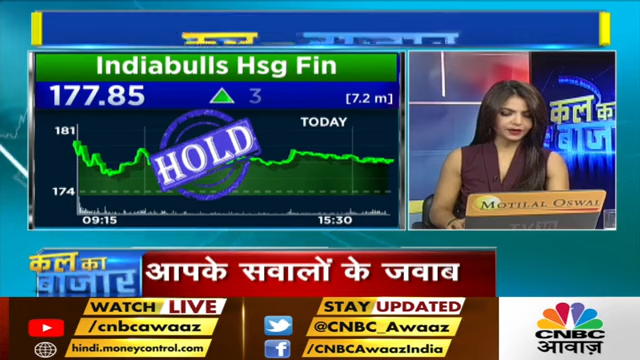 Indiabulls Hsg Fin
177.85 3 [7.2 m]
TODAY
181
174
09:15 15:30
HOLD
कल का बाज़ार
MOTILAL OSWAL
कल का बाज़ार
आपके सवालों के जवाब
WATCH LIVE
/cnbcawaaz
hindi.moneycontrol.com
STAY UPDATED
@CNBC_Awaaz
/CNBCAwaazIndia
CNBC
आवाज़